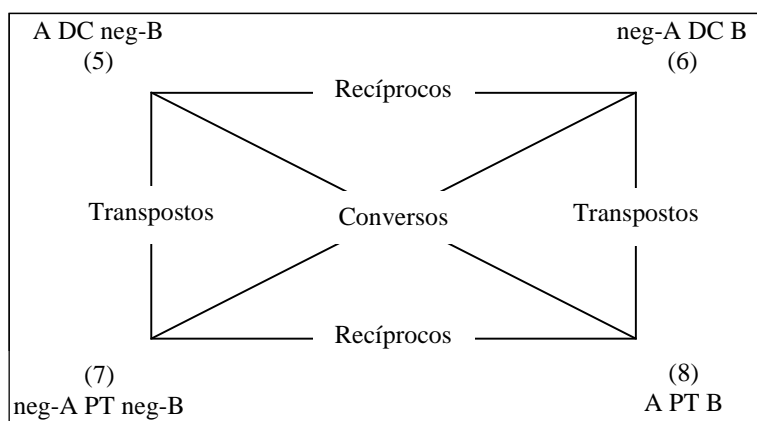 A DC neg-B
neg-A DC B
(5)
(6)
Recíprocos
Transpostos
Conversos
Transpostos
Recíprocos
(7)
(8)
neg-A PT neg-B
A PT B